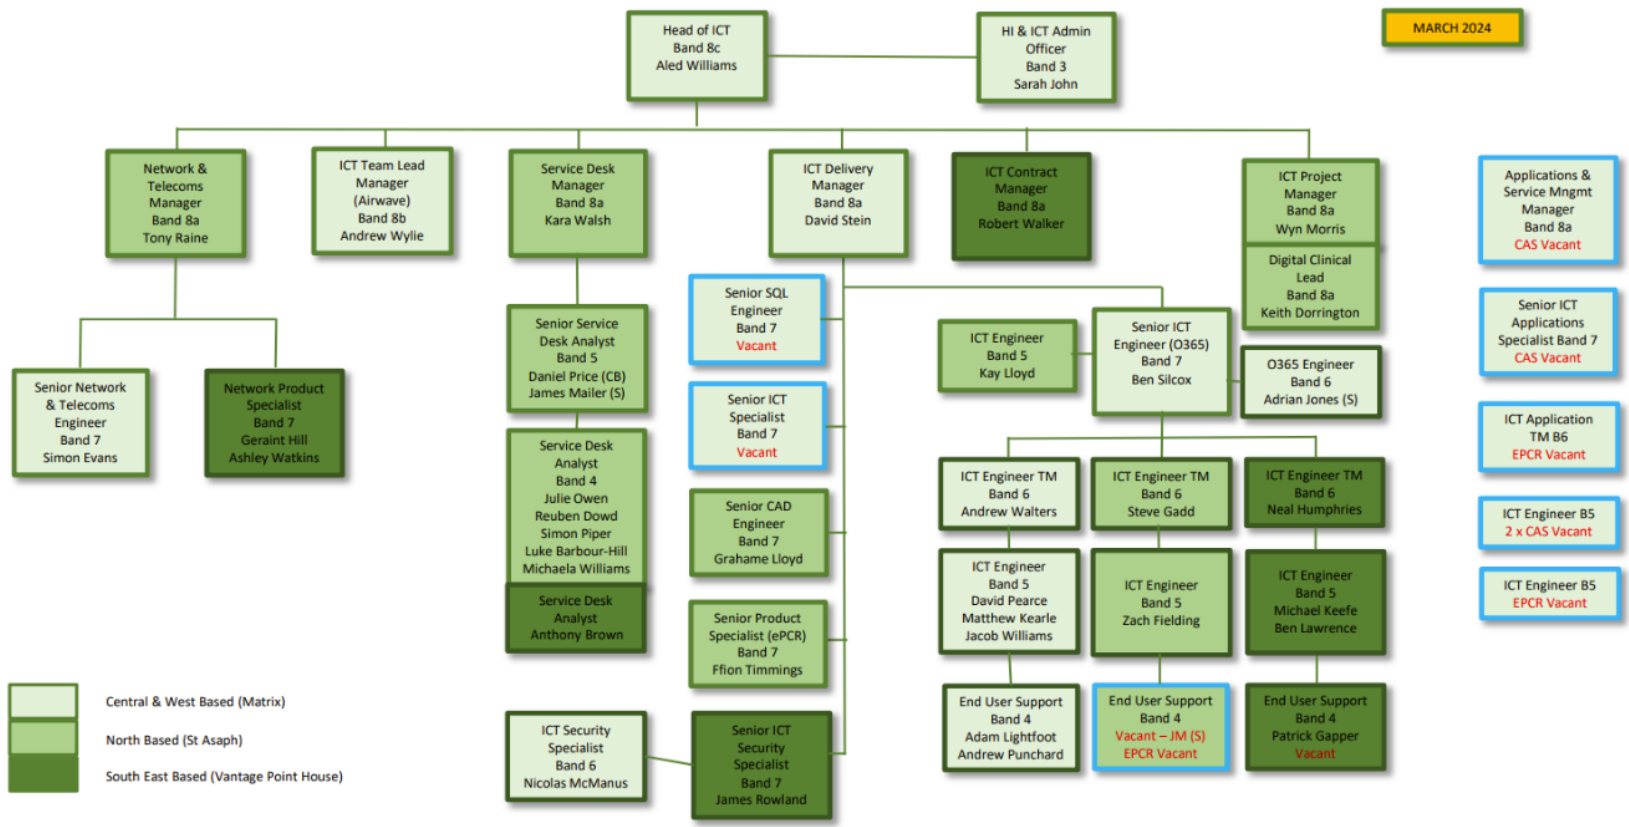 Head of ICT
Band 8c
Aled Williams
HI & ICT Admin
Officer
Band 3
Sarah John
MARCH 2024
Network &
Telecoms
Manager
Band 8a
Tony Raine
ICT Team Lead
Manager
(Airwave)
Band 8b
Andrew Wylie
Service Desk
Manager
Band 8a
Kara Walsh
ICT Delivery
Manager
Band 8a
David Stein
ICT Contract
Manager
Band 8a
Robert Walker
ICT Project
Manager
Band 8a
Wyn Morris
Digital Clinical
Lead
Band 8a
Keith Dorrington
Applications &
Service Mngmt
Manager
Band 8a
CAS Vacant
Senior Network
& Telecoms
Engineer
Band 7
Simon Evans
Network Product
Specialist
Band 7
Geraint Hill
Ashley Watkins
Senior Service
Desk Analyst
Band 5
Daniel Price (CB)
James Mailer (S)
Service Desk
Analyst
Band 4
Julie Owen
Reuben Dowd
Simon Piper
Luke Barbour-Hill
Michaela Williams
Service Desk
Analyst
Anthony Brown
Senior SQL
Engineer
Band 7
Vacant
Senior ICT
Specialist
Band 7
Vacant
Senior CAD
Engineer
Band 7
Grahame Lloyd
Senior Product
Specialist (ePCR)
Band 7
Ffion Timmings
ICT Security
Specialist
Band 6
Nicolas McManus
Senior ICT
Security
Specialist
Band 7
James Rowland
ICT Engineer
Band 5
Kay Lloyd
Senior ICT
Engineer (O365)
Band 7
Ben Silcox
O365 Engineer
Band 6
Adrian Jones (S)
ICT Engineer TM
Band 6
Andrew Walters
ICT Engineer TM
Band 6
Steve Gadd
ICT Engineer TM
Band 6
Neal Humphries
ICT Engineer
Band 5
David Pearce
Matthew Kearle
Jacob Williams
ICT Engineer
Band 5
Zach Fielding
ICT Engineer
Band 5
Michael Keefe
Ben Lawrence
End User Support
Band 4
Adam Lightfoot
Andrew Punchard
End User Support
Band 4
Vacant – JM (S)
EPCR Vacant
End User Support
Band 4
Patrick Gapper
Vacant
Senior ICT
Applications
Specialist Band 7
CAS Vacant
ICT Application
TM B6
EPCR Vacant
ICT Engineer B5
2 x CAS Vacant
ICT Engineer B5
EPCR Vacant
Central & West Based (Matrix)
North Based (St Asaph)
South East Based (Vantage Point House)